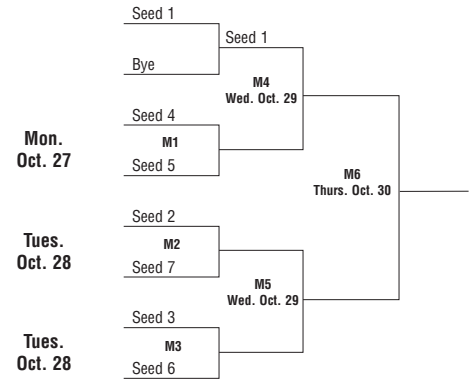 Seed 1
Seed 1
Bye
M4
Wed. Oct. 29
Seed 4
Mon.
Oct. 27
M1
Seed 5
M6
Thurs. Oct. 30
Seed 2
Tues.
Oct. 28
M2
Seed 7
M5
Wed. Oct. 29
Seed 3
Tues.
Oct. 28
M3
Seed 6